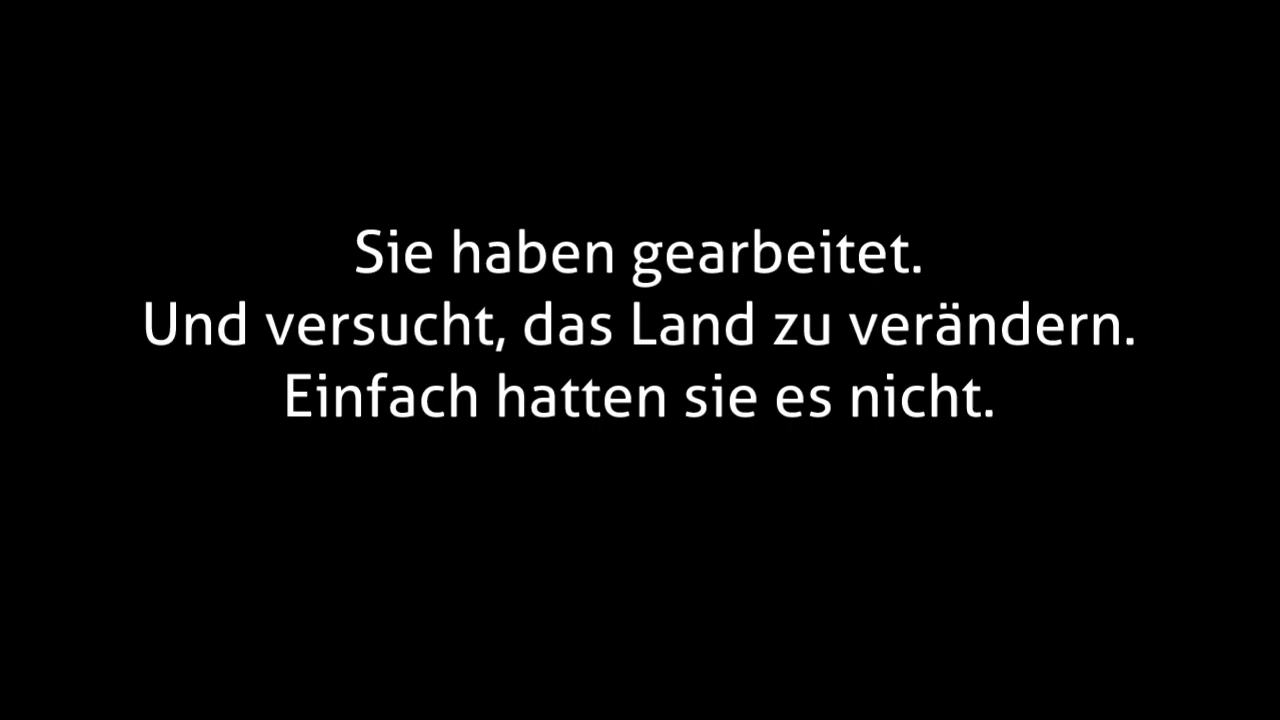 Sie haben gearbeitet.
Und versucht, das Land zu verändern.
Einfach hatten sie es nicht.